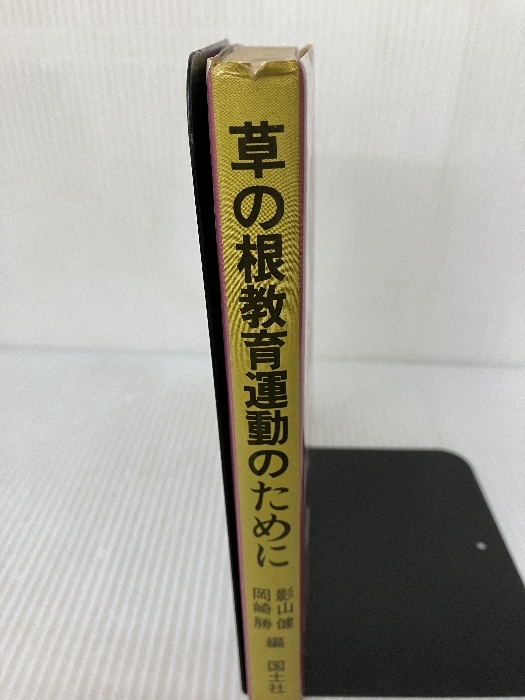 草の根教育運動のために
影山健
岡崎勝
編
国土社